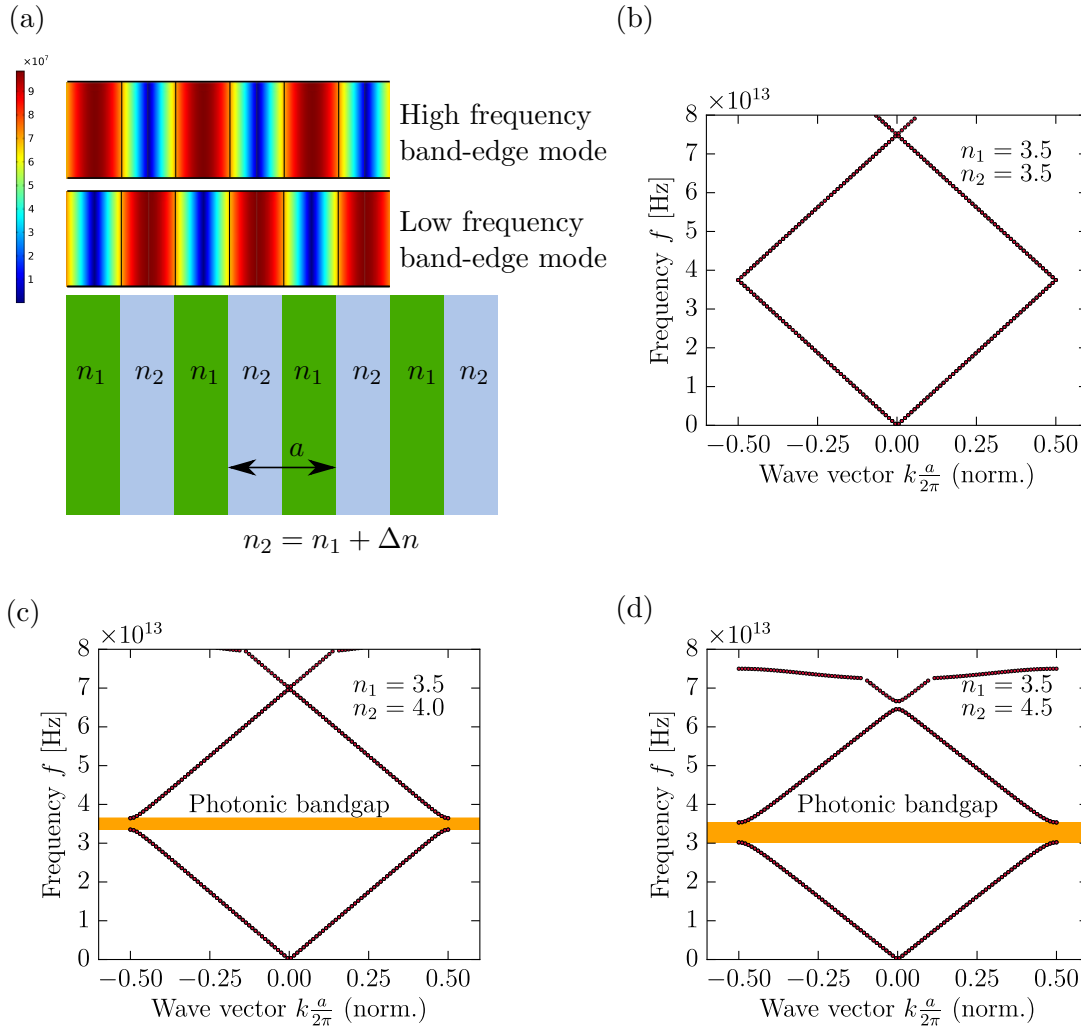 (a)
×10⁷
9
8
7
6
5
4
3
2
1
High frequency
band-edge mode
Low frequency
band-edge mode
n₁ n₂ n₁ n₂ n₁ n₂ n₁ n₂
a
n₂ = n₁ + Δn
(b)
×10¹³
8
7
6
5
4
3
2
1
0
Frequency f [Hz]
n₁ = 3.5
n₂ = 3.5
−0.50 −0.25 0.00 0.25 0.50
Wave vector k a/2π (norm.)
(c)
×10¹³
8
7
6
5
4
3
2
1
0
Frequency f [Hz]
n₁ = 3.5
n₂ = 4.0
Photonic bandgap
−0.50 −0.25 0.00 0.25 0.50
Wave vector k a/2π (norm.)
(d)
×10¹³
8
7
6
5
4
3
2
1
0
Frequency f [Hz]
n₁ = 3.5
n₂ = 4.5
Photonic bandgap
−0.50 −0.25 0.00 0.25 0.50
Wave vector k a/2π (norm.)